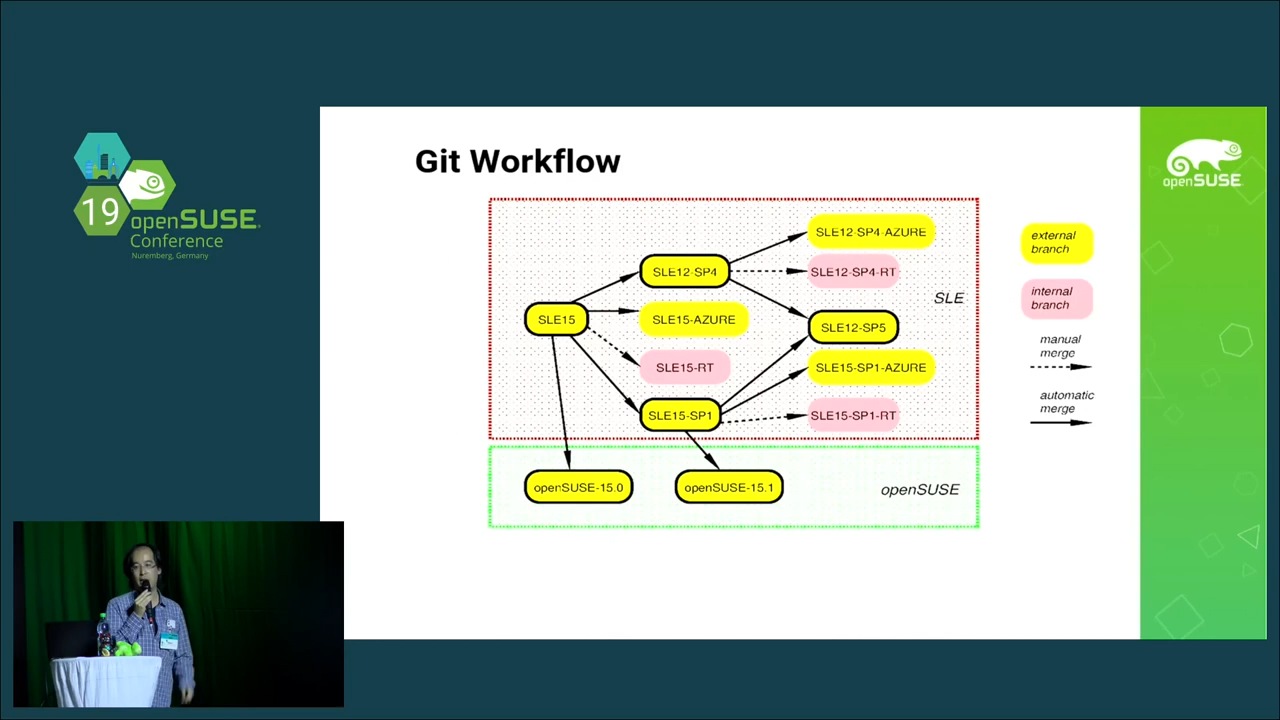 19
openSUSE
Conference
Nuremberg, Germany
Git Workflow
openSUSE
SLE12-SP4-AZURE
SLE12-SP4
SLE12-SP4-RT
SLE
SLE15
SLE15-AZURE
SLE12-SP5
SLE15-RT
SLE15-SP1-AZURE
SLE15-SP1
SLE15-SP1-RT
openSUSE-15.0
openSUSE-15.1
openSUSE
external
branch
internal
branch
manual
merge
automatic
merge